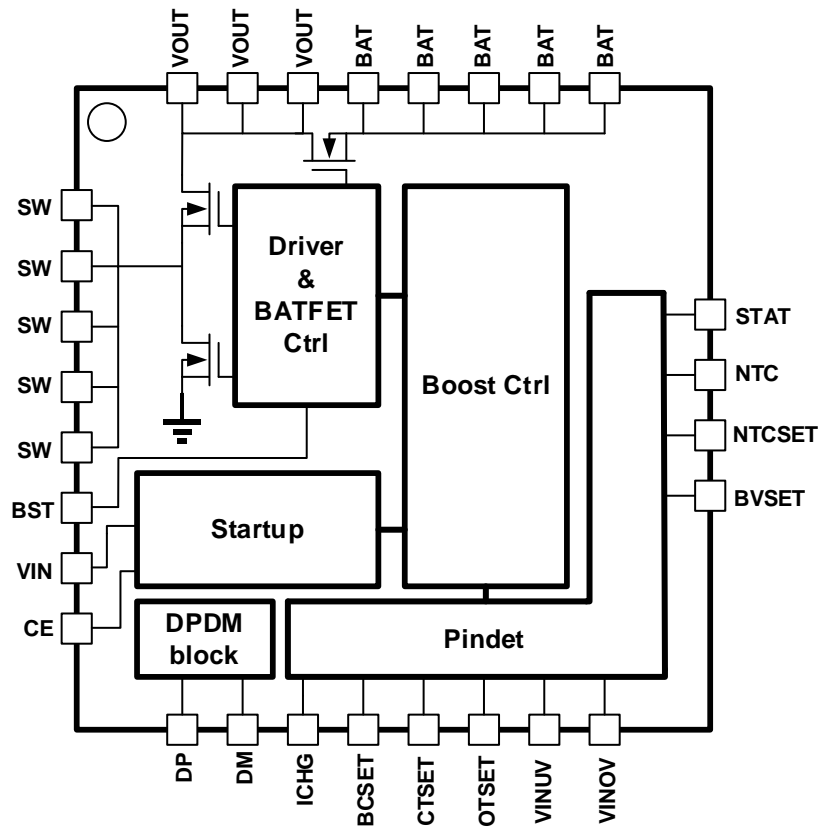 VOUT
VOUT
VOUT
BAT
BAT
BAT
BAT
BAT
SW
SW
SW
SW
SW
BST
VIN
CE
Driver
&
BATFET
Ctrl
Boost Ctrl
Startup
DPDM
block
Pindet
STAT
NTC
NTCSET
BVSET
DP
DM
ICHG
BCSET
CTSET
OTSET
VINUV
VINOV